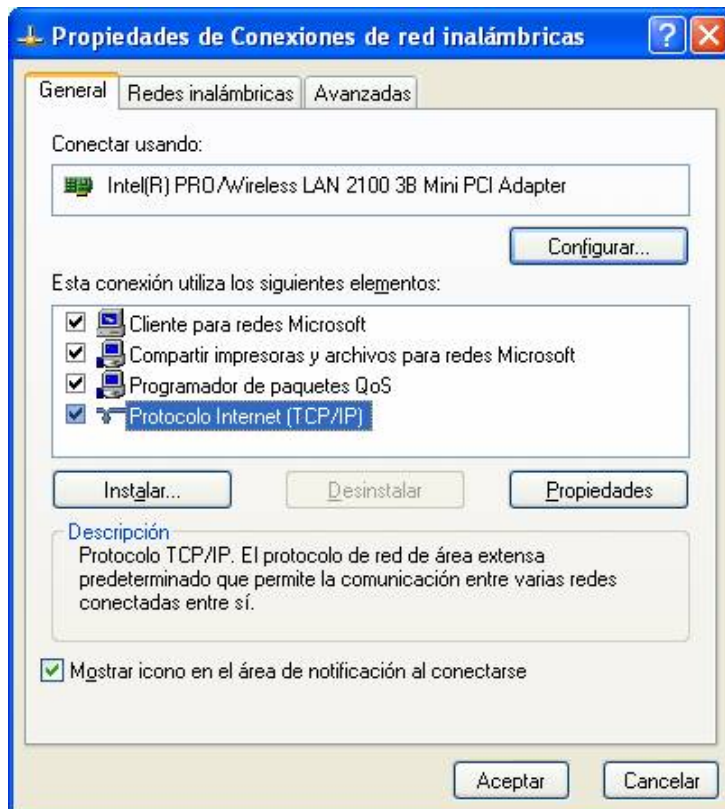 Propiedades de Conexiones de red inalámbricas
General Redes inalámbricas Avanzadas
Conectar usando:
Intel(R) PRO/Wireless LAN 2100 3B Mini PCI Adapter
Configurar...
Esta conexión utiliza los siguientes elementos:
Cliente para redes Microsoft
Compartir impresoras y archivos para redes Microsoft
Programador de paquetes QoS
Protocolo Internet (TCP/IP)
Instalar... Desinstalar Propiedades
Descripción
Protocolo TCP/IP. El protocolo de red de área extensa
predeterminado que permite la comunicación entre varias redes
conectadas entre sí.
Mostrar icono en el área de notificación al conectarse
Aceptar Cancelar